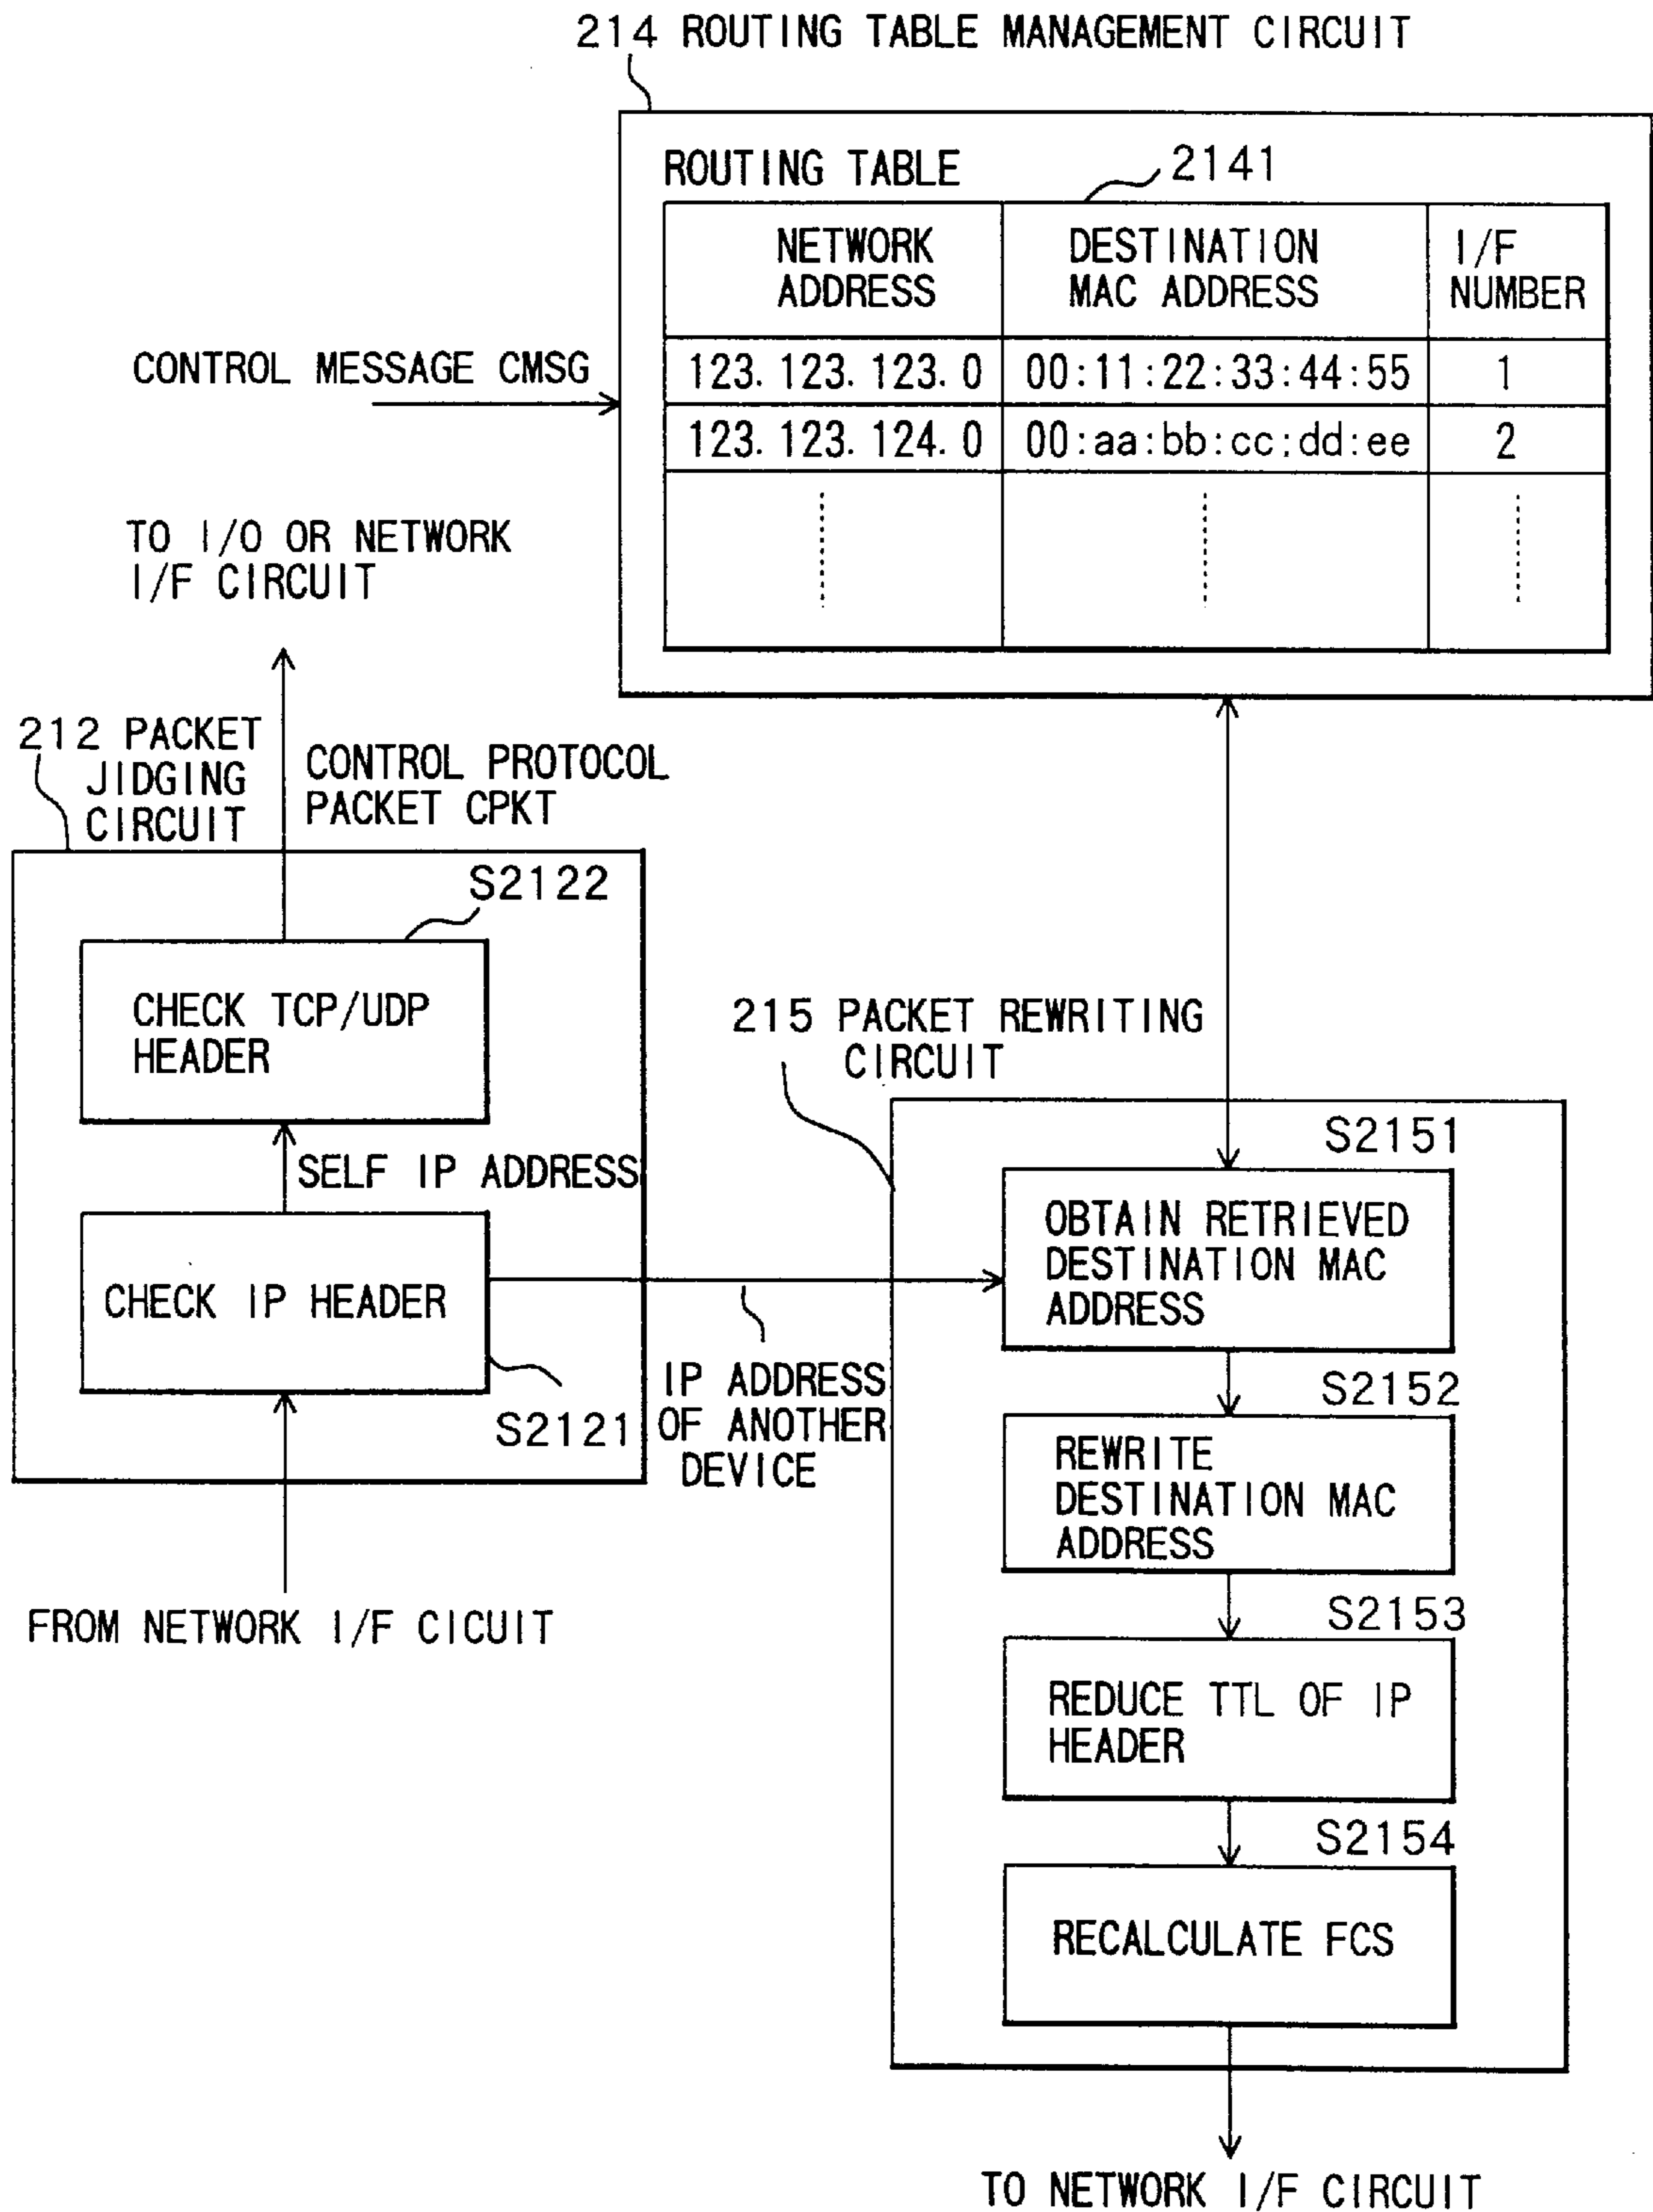 214 ROUTING TABLE MANAGEMENT CIRCUIT
ROUTING TABLE
2141
NETWORK ADDRESS
DESTINATION MAC ADDRESS
I/F NUMBER
123.123.123.0 00:11:22:33:44:55 1
123.123.124.0 00:aa:bb:cc;dd:ee 2
CONTROL MESSAGE CMSG
TO I/O OR NETWORK
I/F CIRCUIT
212 PACKET
JIDGING
CIRCUIT
CONTROL PROTOCOL
PACKET CPKT
S2122
CHECK TCP/UDP
HEADER
SELF IP ADDRESS
CHECK IP HEADER
S2121
FROM NETWORK I/F CICUIT
IP ADDRESS
OF ANOTHER
DEVICE
215 PACKET REWRITING
CIRCUIT
S2151
OBTAIN RETRIEVED
DESTINATION MAC
ADDRESS
S2152
REWRITE
DESTINATION MAC
ADDRESS
S2153
REDUCE TTL OF IP
HEADER
S2154
RECALCULATE FCS
TO NETWORK I/F CIRCUIT